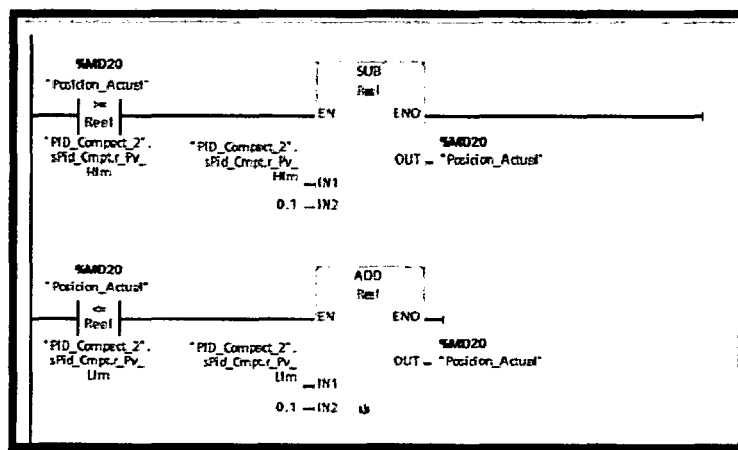 %MD20
"Posicion_Actual"
>=
Real
"PID_Compact_2".
sPid_Cmpt.r_Pv_
Hlm
SUB
Real
EN
ENO
"PID_Compact_2".
sPid_Cmpt.r_Pv_
Hlm
IN1
0.1
IN2
%MD20
OUT
"Posicion_Actual"
%MD20
"Posicion_Actual"
<=
Real
"PID_Compact_2".
sPid_Cmpt.r_Pv_
Llm
ADD
Real
EN
ENO
"PID_Compact_2".
sPid_Cmpt.r_Pv_
Llm
IN1
0.1
IN2
%MD20
OUT
"Posicion_Actual"